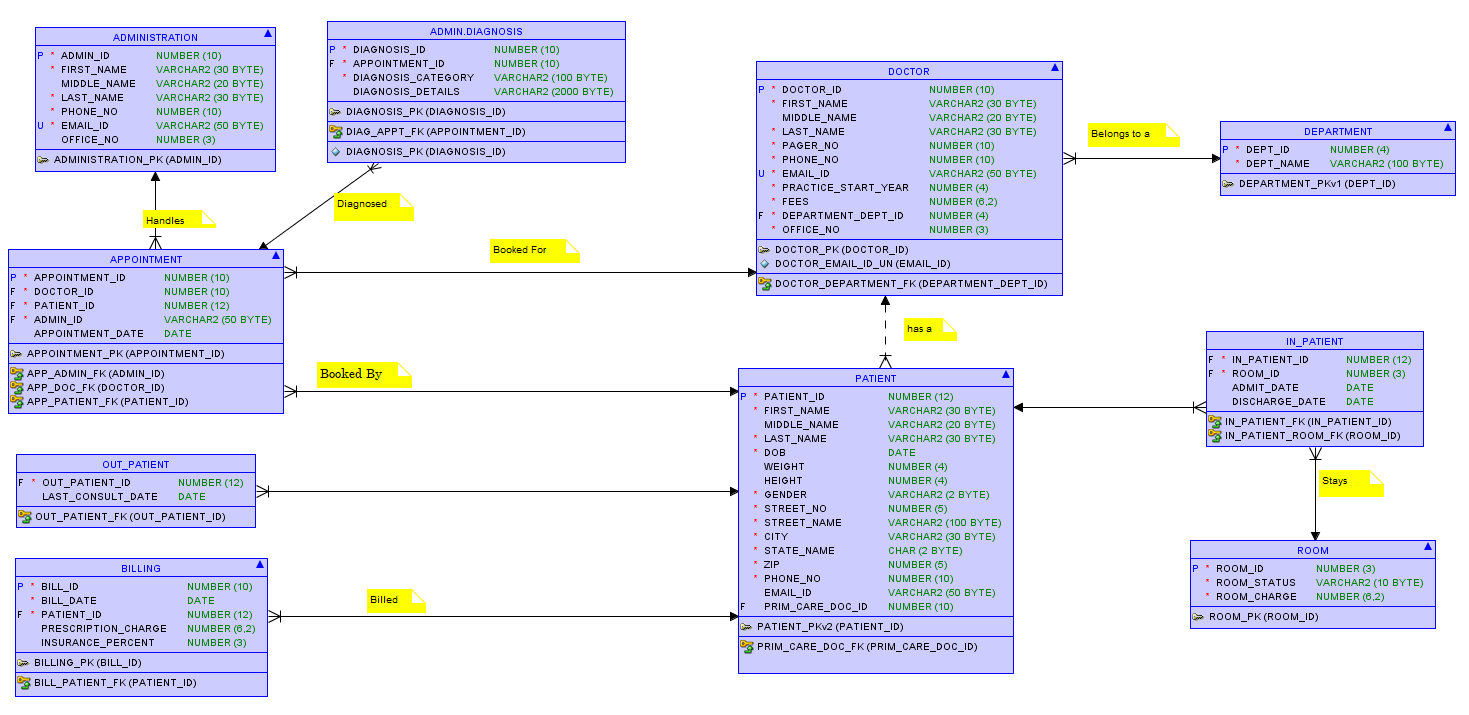 ADMINISTRATION
P * ADMIN_ID NUMBER (10)
* FIRST_NAME VARCHAR2 (30 BYTE)
MIDDLE_NAME VARCHAR2 (20 BYTE)
* LAST_NAME VARCHAR2 (30 BYTE)
* PHONE_NO NUMBER (10)
U * EMAIL_ID VARCHAR2 (50 BYTE)
OFFICE_NO NUMBER (3)
ADMINISTRATION_PK (ADMIN_ID)
ADMIN.DIAGNOSIS
P * DIAGNOSIS_ID NUMBER (10)
F * APPOINTMENT_ID NUMBER (10)
* DIAGNOSIS_CATEGORY VARCHAR2 (100 BYTE)
DIAGNOSIS_DETAILS VARCHAR2 (2000 BYTE)
DIAGNOSIS_PK (DIAGNOSIS_ID)
DIAG_APPT_FK (APPOINTMENT_ID)
DIAGNOSIS_PK (DIAGNOSIS_ID)
DOCTOR
P * DOCTOR_ID NUMBER (10)
* FIRST_NAME VARCHAR2 (30 BYTE)
MIDDLE_NAME VARCHAR2 (20 BYTE)
* LAST_NAME VARCHAR2 (30 BYTE)
* PAGER_NO NUMBER (10)
* PHONE_NO NUMBER (10)
U * EMAIL_ID VARCHAR2 (50 BYTE)
* PRACTICE_START_YEAR NUMBER (4)
* FEES NUMBER (6,2)
F * DEPARTMENT_DEPT_ID NUMBER (4)
* OFFICE_NO NUMBER (3)
DOCTOR_PK (DOCTOR_ID)
DOCTOR_EMAIL_ID_UN (EMAIL_ID)
DOCTOR_DEPARTMENT_FK (DEPARTMENT_DEPT_ID)
Belongs to a
DEPARTMENT
P * DEPT_ID NUMBER (4)
* DEPT_NAME VARCHAR2 (100 BYTE)
DEPARTMENT_PKv1 (DEPT_ID)
Handles
Diagnosed
Booked For
APPOINTMENT
P * APPOINTMENT_ID NUMBER (10)
F * DOCTOR_ID NUMBER (10)
F * PATIENT_ID NUMBER (12)
F * ADMIN_ID VARCHAR2 (50 BYTE)
APPOINTMENT_DATE DATE
APPOINTMENT_PK (APPOINTMENT_ID)
APP_ADMIN_FK (ADMIN_ID)
APP_DOC_FK (DOCTOR_ID)
APP_PATIENT_FK (PATIENT_ID)
Booked By
has a
PATIENT
P * PATIENT_ID NUMBER (12)
* FIRST_NAME VARCHAR2 (30 BYTE)
MIDDLE_NAME VARCHAR2 (20 BYTE)
* LAST_NAME VARCHAR2 (30 BYTE)
* DOB DATE
WEIGHT NUMBER (4)
HEIGHT NUMBER (4)
* GENDER VARCHAR2 (2 BYTE)
* STREET_NO NUMBER (5)
* STREET_NAME VARCHAR2 (100 BYTE)
* CITY VARCHAR2 (30 BYTE)
* STATE_NAME CHAR (2 BYTE)
* ZIP NUMBER (5)
* PHONE_NO NUMBER (10)
EMAIL_ID VARCHAR2 (50 BYTE)
F PRIM_CARE_DOC_ID NUMBER (10)
PATIENT_PKv2 (PATIENT_ID)
PRIM_CARE_DOC_FK (PRIM_CARE_DOC_ID)
IN_PATIENT
F * IN_PATIENT_ID NUMBER (12)
F * ROOM_ID NUMBER (3)
ADMIT_DATE DATE
DISCHARGE_DATE DATE
IN_PATIENT_FK (IN_PATIENT_ID)
IN_PATIENT_ROOM_FK (ROOM_ID)
Stays
ROOM
P * ROOM_ID NUMBER (3)
* ROOM_STATUS VARCHAR2 (10 BYTE)
* ROOM_CHARGE NUMBER (6,2)
ROOM_PK (ROOM_ID)
OUT_PATIENT
F * OUT_PATIENT_ID NUMBER (12)
LAST_CONSULT_DATE DATE
OUT_PATIENT_FK (OUT_PATIENT_ID)
BILLING
P * BILL_ID NUMBER (10)
* BILL_DATE DATE
F * PATIENT_ID NUMBER (12)
PRESCRIPTION_CHARGE NUMBER (6,2)
INSURANCE_PERCENT NUMBER (3)
BILLING_PK (BILL_ID)
BILL_PATIENT_FK (PATIENT_ID)
Billed